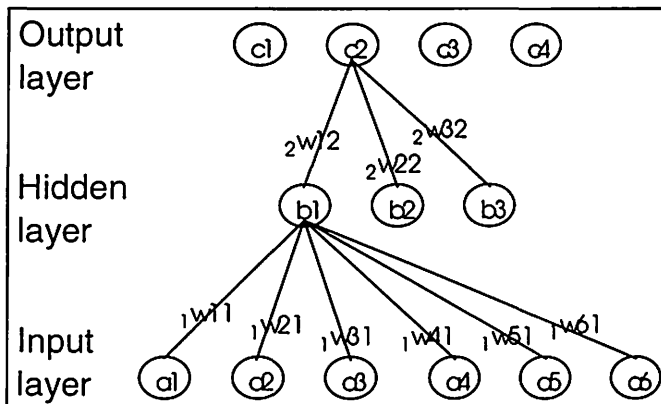 Output layer
c1 c2 c3 c4
₂w12 ₂w22 ₂w32
Hidden layer
b1 b2 b3
₁w11 ₁w21 ₁w31 ₁w41 ₁w51 ₁w61
Input layer
a1 a2 a3 a4 a5 a6